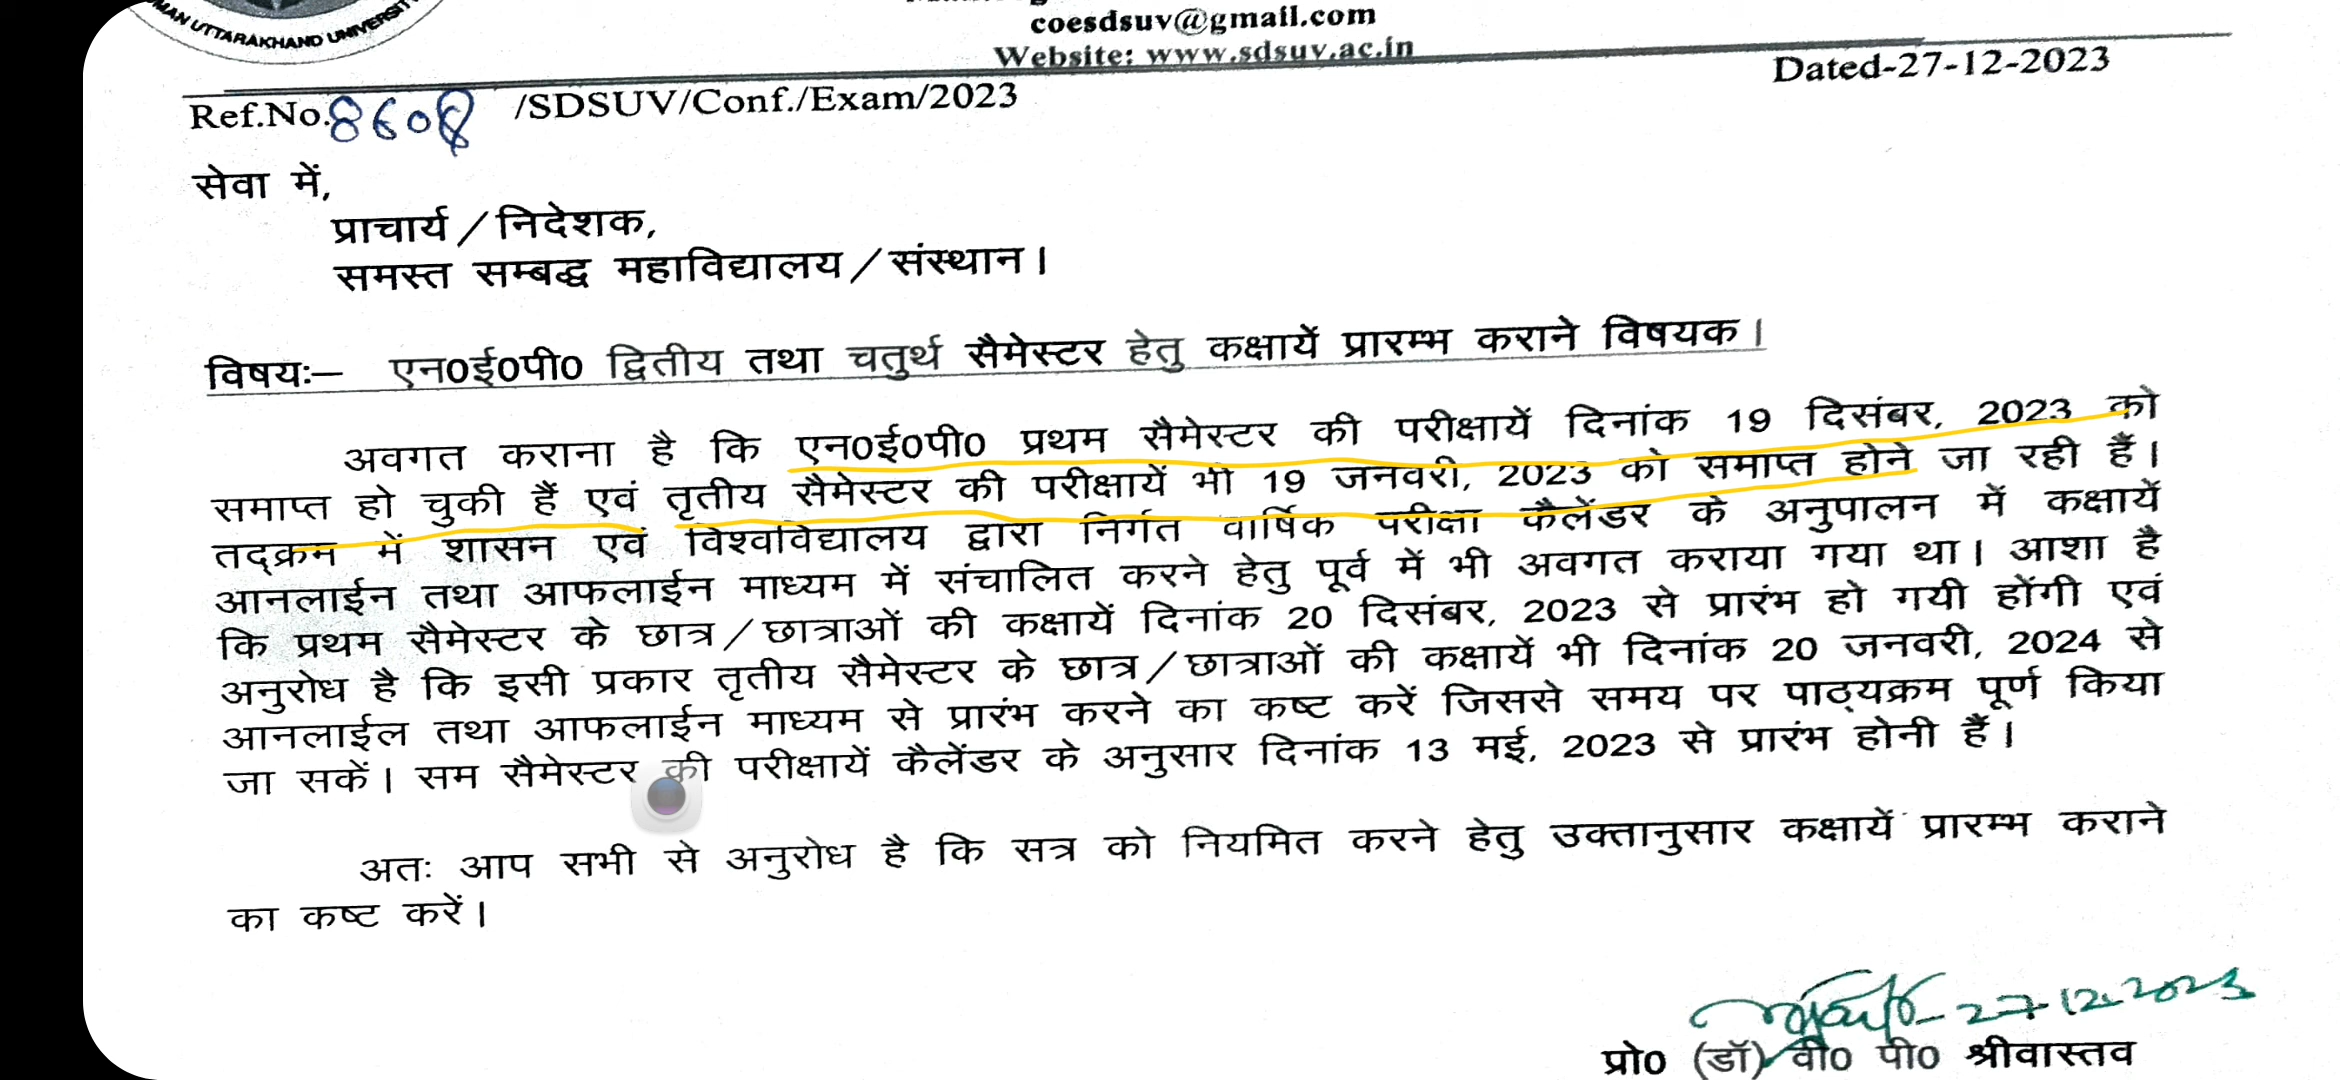 MAN UTTARAKHAND UNIVERSI
coesdsuv@gmail.com
Website: www.sdsuv.ac.in
Dated-27-12-2023
Ref.No.8608 /SDSUV/Conf./Exam/2023
सेवा में,
प्राचार्य/निदेशक,
समस्त सम्बद्ध महाविद्यालय/संस्थान।
विषयः– एन0ई0पी0 द्वितीय तथा चतुर्थ सैमेस्टर हेतु कक्षायें प्रारम्भ कराने विषयक।
अवगत कराना है कि एन0ई0पी0 प्रथम सैमेस्टर की परीक्षायें दिनांक 19 दिसंबर, 2023 को
समाप्त हो चुकी हैं एवं तृतीय सैमेस्टर की परीक्षायें भी 19 जनवरी, 2023 को समाप्त होने जा रही हैं।
तद्क्रम में शासन एवं विश्वविद्यालय द्वारा निर्गत वार्षिक परीक्षा कैलेंडर के अनुपालन में कक्षायें
आनलाईन तथा आफलाईन माध्यम में संचालित करने हेतु पूर्व में भी अवगत कराया गया था। आशा है
कि प्रथम सैमेस्टर के छात्र/छात्राओं की कक्षायें दिनांक 20 दिसंबर, 2023 से प्रारंभ हो गयी होंगी एवं
अनुरोध है कि इसी प्रकार तृतीय सैमेस्टर के छात्र/छात्राओं की कक्षायें भी दिनांक 20 जनवरी, 2024 से
आनलाईल तथा आफलाईन माध्यम से प्रारंभ करने का कष्ट करें जिससे समय पर पाठ्यक्रम पूर्ण किया
जा सकें। सम सैमेस्टर की परीक्षायें कैलेंडर के अनुसार दिनांक 13 मई, 2023 से प्रारंभ होनी हैं।
अतः आप सभी से अनुरोध है कि सत्र को नियमित करने हेतु उक्तानुसार कक्षायें प्रारम्भ कराने
का कष्ट करें।
27-12-2023
प्रो0 (डॉ) वी0 पी0 श्रीवास्तव